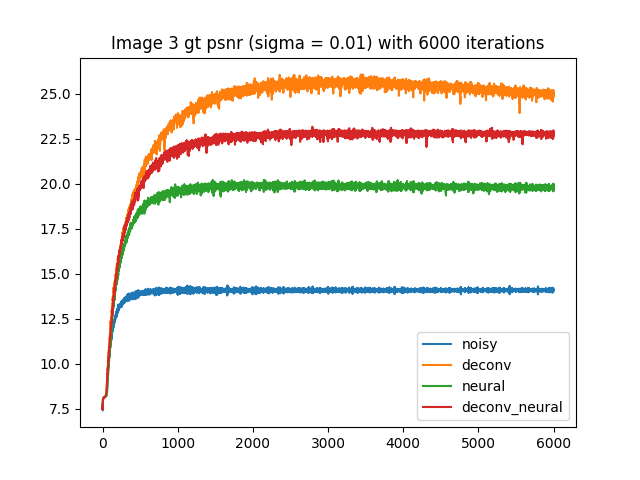 Image 3 gt psnr (sigma = 0.01) with 6000 iterations
25.0
22.5
20.0
17.5
15.0
12.5
10.0
7.5
0 1000 2000 3000 4000 5000 6000
noisy
deconv
neural
deconv_neural